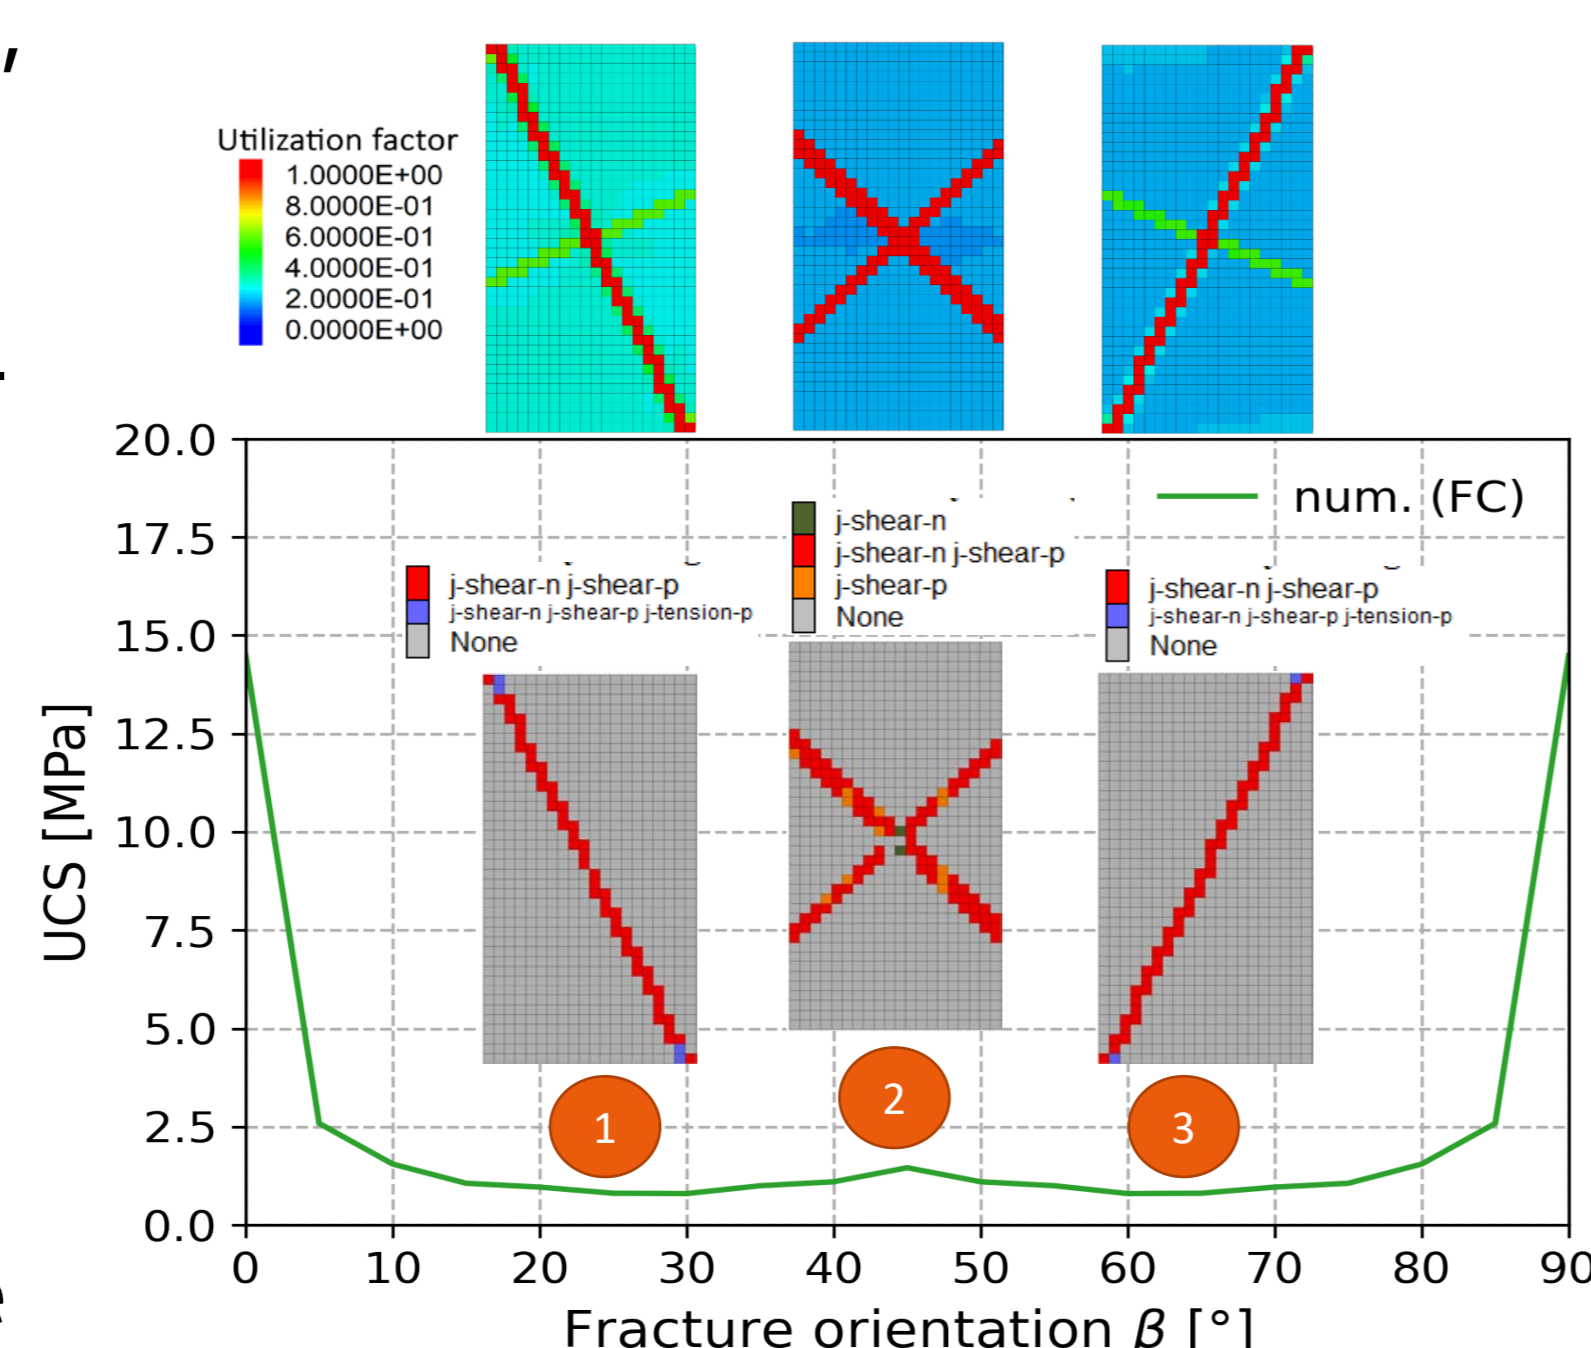 Utilization factor
1.0000E+00
8.0000E-01
6.0000E-01
4.0000E-01
2.0000E-01
0.0000E+00
20.0
17.5
15.0
12.5
10.0
7.5
5.0
2.5
0.0
UCS [MPa]
num. (FC)
j-shear-n j-shear-p
j-shear-n j-shear-p j-tension-p
None
j-shear-n
j-shear-n j-shear-p
j-shear-p
None
j-shear-n j-shear-p
j-shear-n j-shear-p j-tension-p
None
1
2
3
0 10 20 30 40 50 60 70 80 90
Fracture orientation β [°]